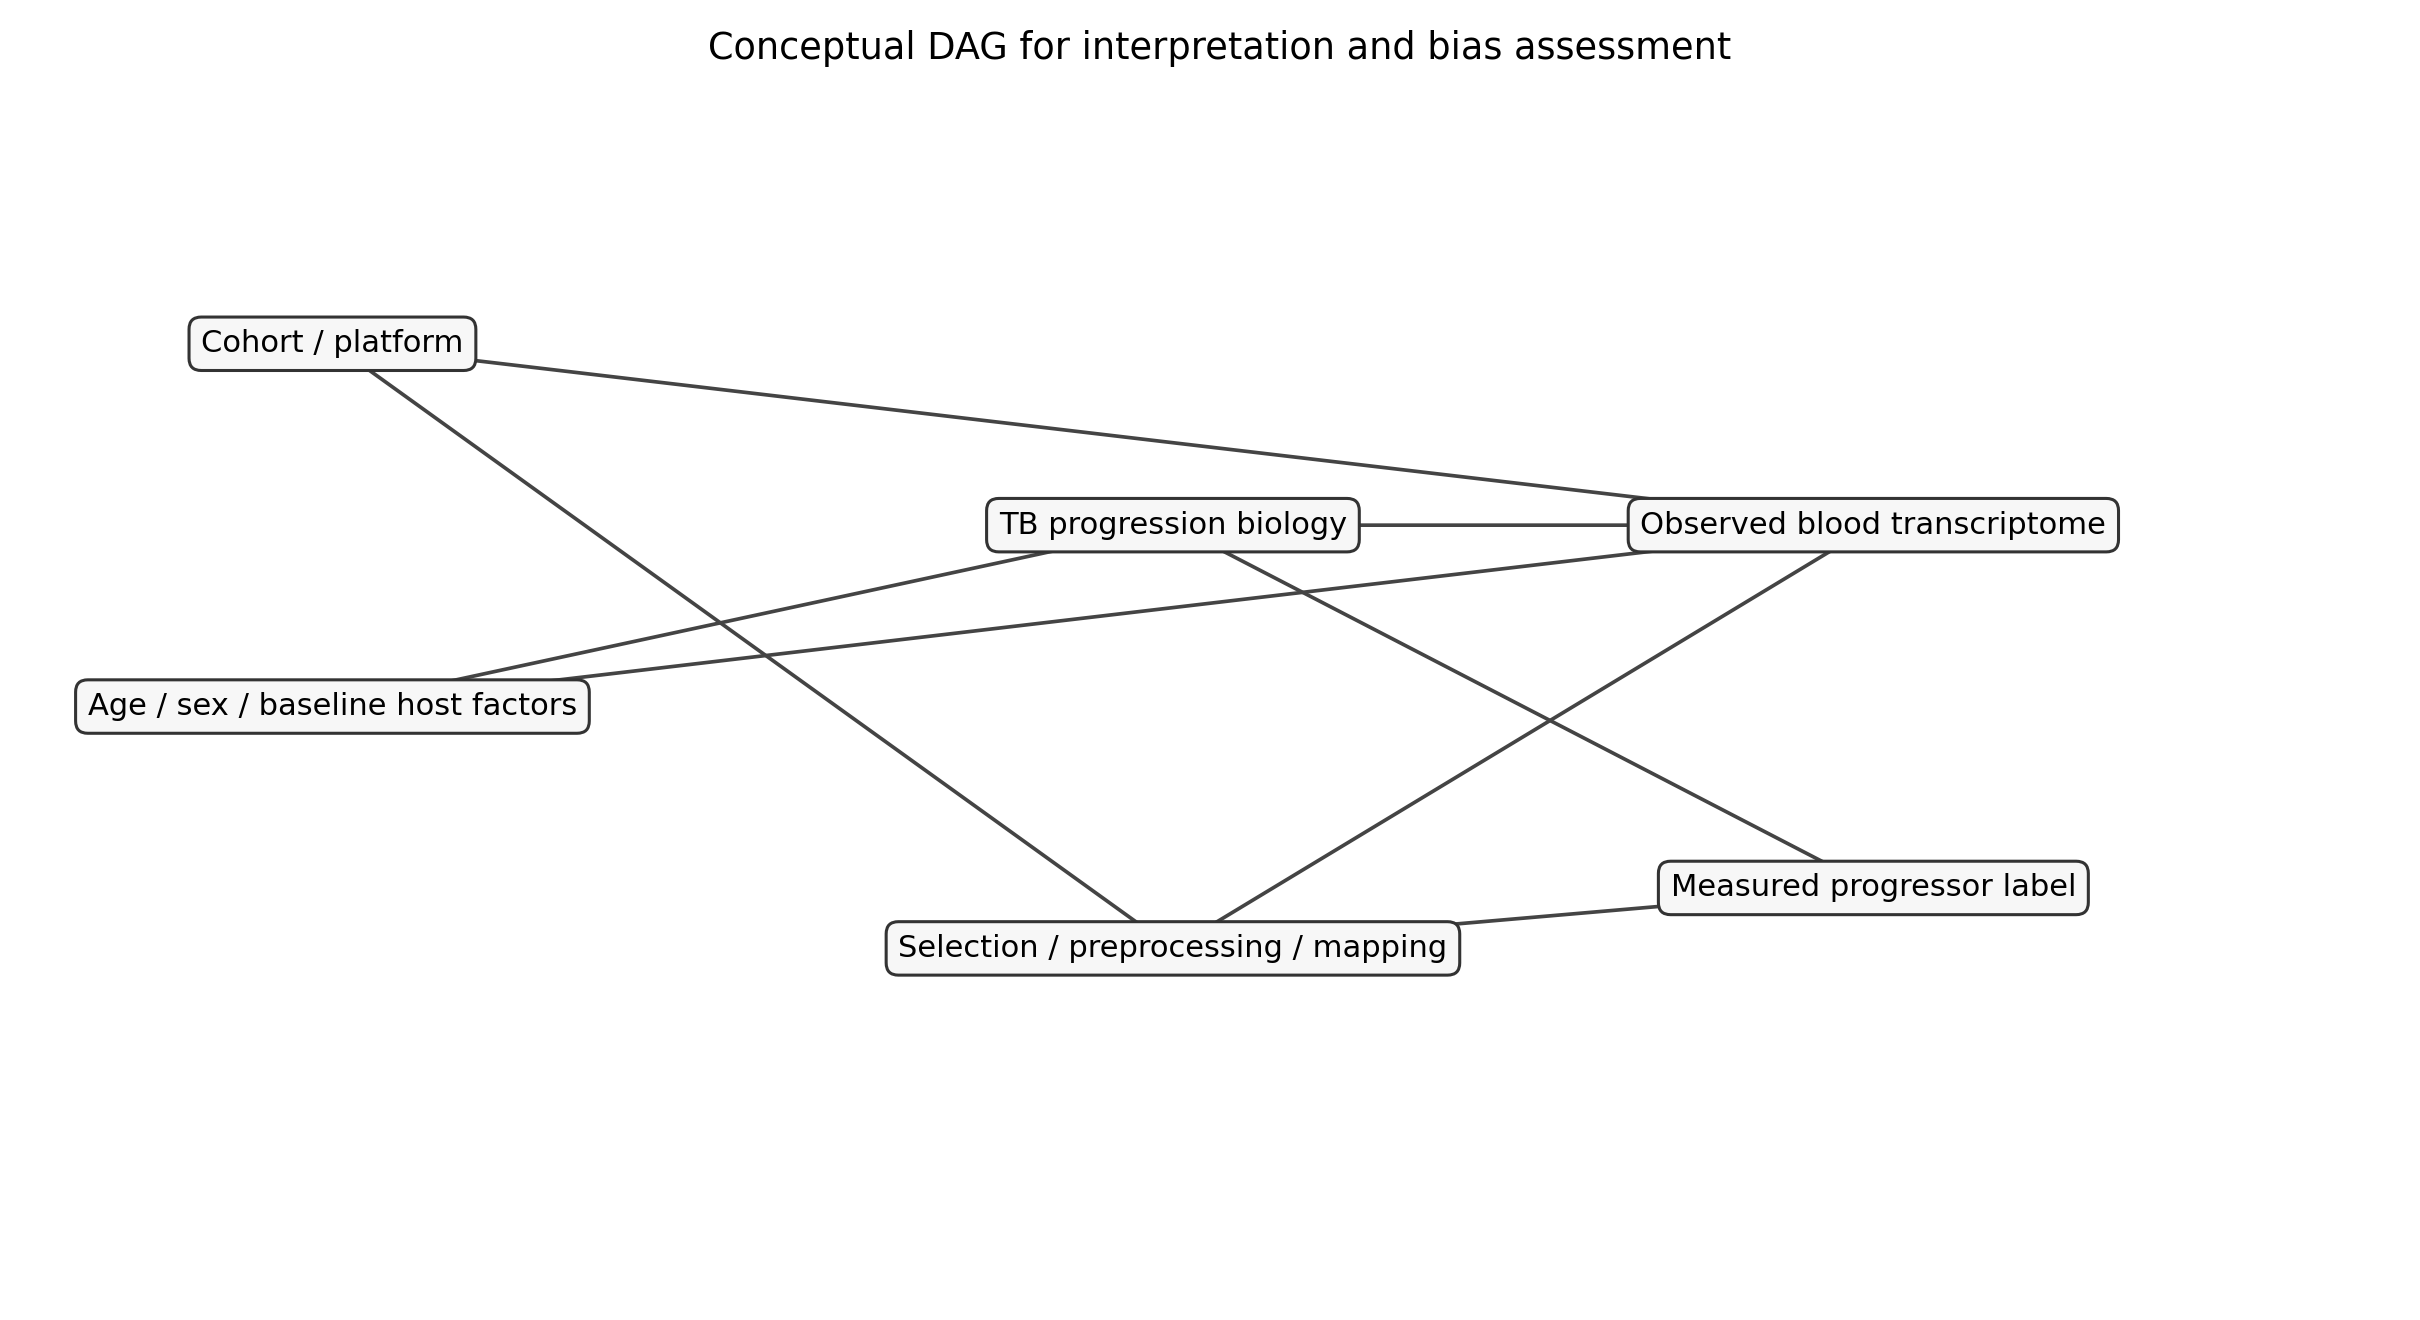 Conceptual DAG for interpretation and bias assessment
Cohort / platform
TB progression biology
Observed blood transcriptome
Age / sex / baseline host factors
Measured progressor label
Selection / preprocessing / mapping